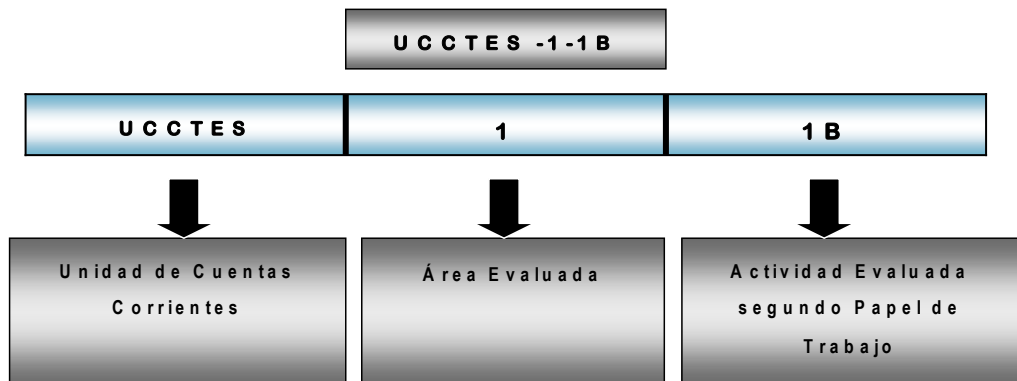 UCCTES -1-1B
UCCTES 1 1B
Unidad de Cuentas
Corrientes
Área Evaluada
Actividad Evaluada
segundo Papel de
Trabajo